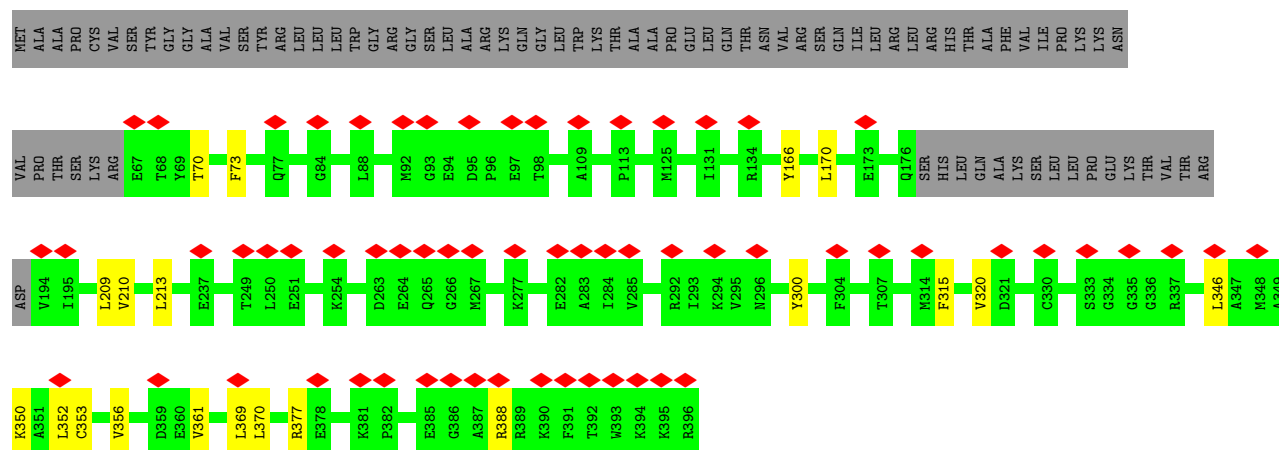 MET ALA ALA PRO CYS VAL SER TYR GLY GLY ALA VAL SER TYR ARG LEU LEU LEU TRP GLY ARG GLY SER LEU ALA ARG LYS GLN GLY LEU TRP LYS THR ALA ALA PRO GLU LEU GLN THR ASN VAL ARG SER GLN ILE LEU ARG LEU ARG HIS THR ALA PHE VAL ILE PRO LYS LYS ASN
VAL PRO THR SER LYS ARG E67 T68 Y69 T70 F73 Q77 G84 L88 M92 G93 E94 D95 P96 E97 T98 A109 P113 M125 I131 R134 Y166 L170 E173 Q176 SER HIS LEU GLN ALA LYS SER LEU LEU PRO GLU LYS THR VAL THR ARG
ASP V194 I195 L209 V210 L213 E237 T249 L250 E251 K254 D263 E264 Q265 G266 M267 K277 E282 A283 I284 V285 R292 I293 K294 V295 N296 Y300 F304 T307 M314 F315 V320 D321 C330 S333 G334 G335 G336 R337 L346 A347 M348 A349
K350 A351 L352 C353 V356 D359 E360 V361 L369 L370 R377 E378 K381 P382 E385 G386 A387 R388 R389 K390 F391 T392 W393 K394 K395 R396